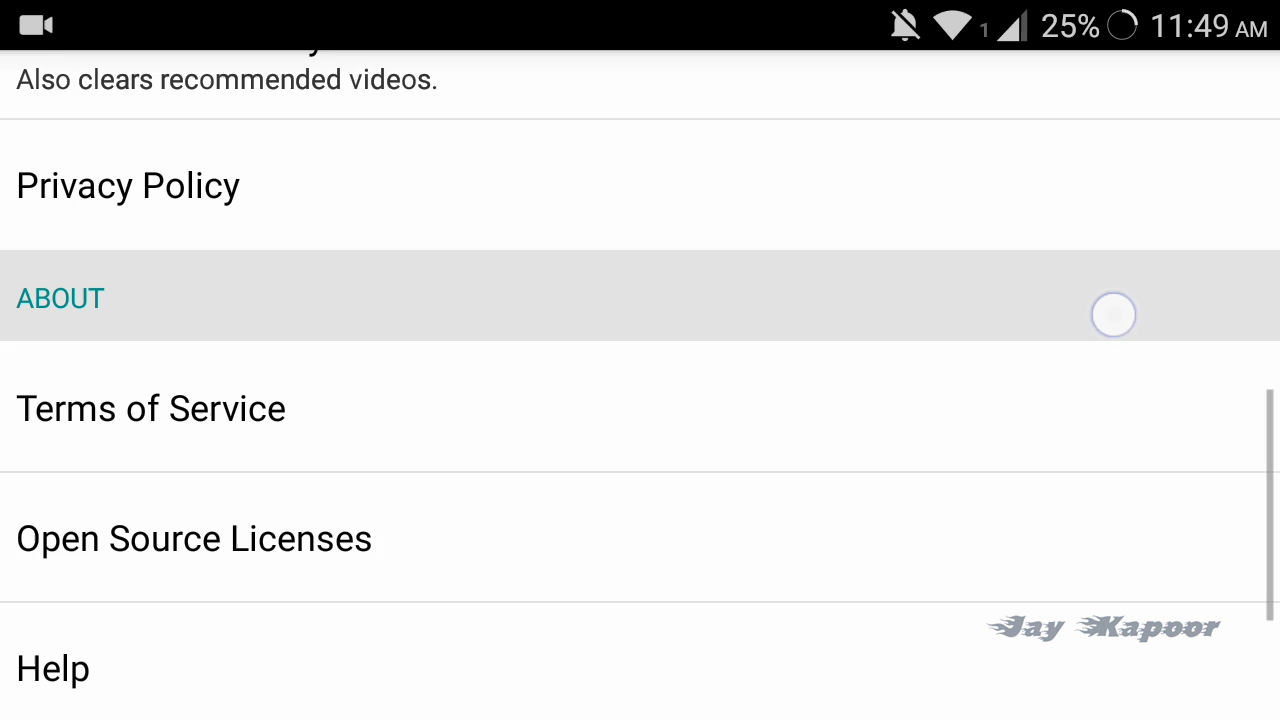 1 25% 11:49 AM
Also clears recommended videos.
Privacy Policy
ABOUT
Terms of Service
Open Source Licenses
Jay Kapoor
Help